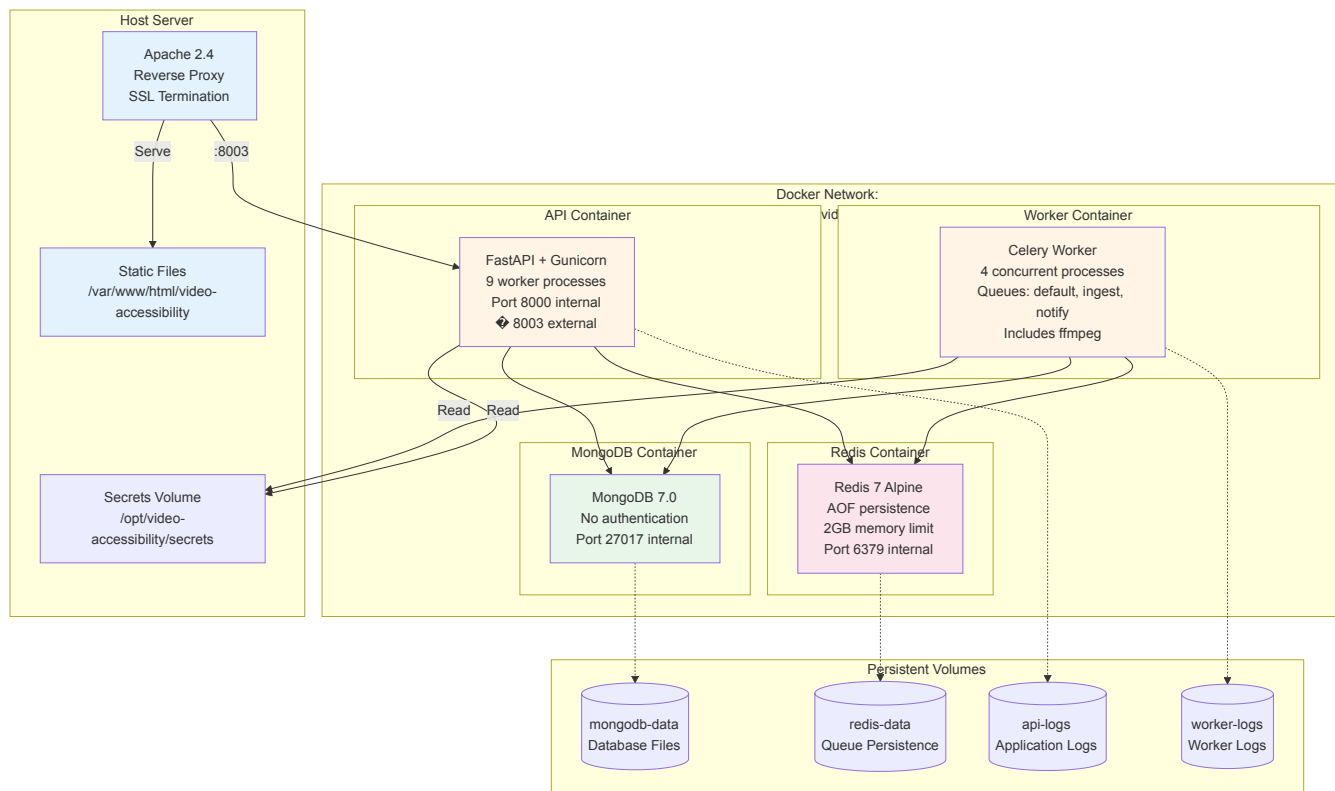 Host Server
Apache 2.4
Reverse Proxy
SSL Termination
Serve
:8003
Static Files
/var/www/html/video-
accessibility
Secrets Volume
/opt/video-
accessibility/secrets
Docker Network:
vid
API Container
FastAPI + Gunicorn
9 worker processes
Port 8000 internal
� 8003 external
Worker Container
Celery Worker
4 concurrent processes
Queues: default, ingest,
notify
Includes ffmpeg
Read
Read
MongoDB Container
MongoDB 7.0
No authentication
Port 27017 internal
Redis Container
Redis 7 Alpine
AOF persistence
2GB memory limit
Port 6379 internal
Persistent Volumes
mongodb-data
Database Files
redis-data
Queue Persistence
api-logs
Application Logs
worker-logs
Worker Logs